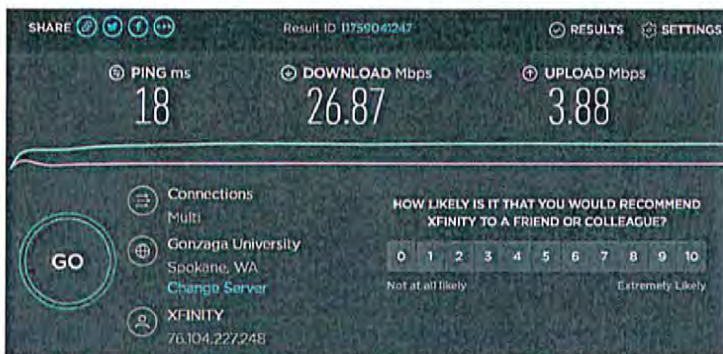 SHARE
Result ID 11759041247
RESULTS SETTINGS
PING ms DOWNLOAD Mbps UPLOAD Mbps
18 26.87 3.88
Connections
Multi
Gonzaga University
Spokane, WA
Change Server
XFINITY
76.104.227.248
GO
HOW LIKELY IS IT THAT YOU WOULD RECOMMEND
XFINITY TO A FRIEND OR COLLEAGUE?
0 1 2 3 4 5 6 7 8 9 10
Not at all likely Extremely Likely